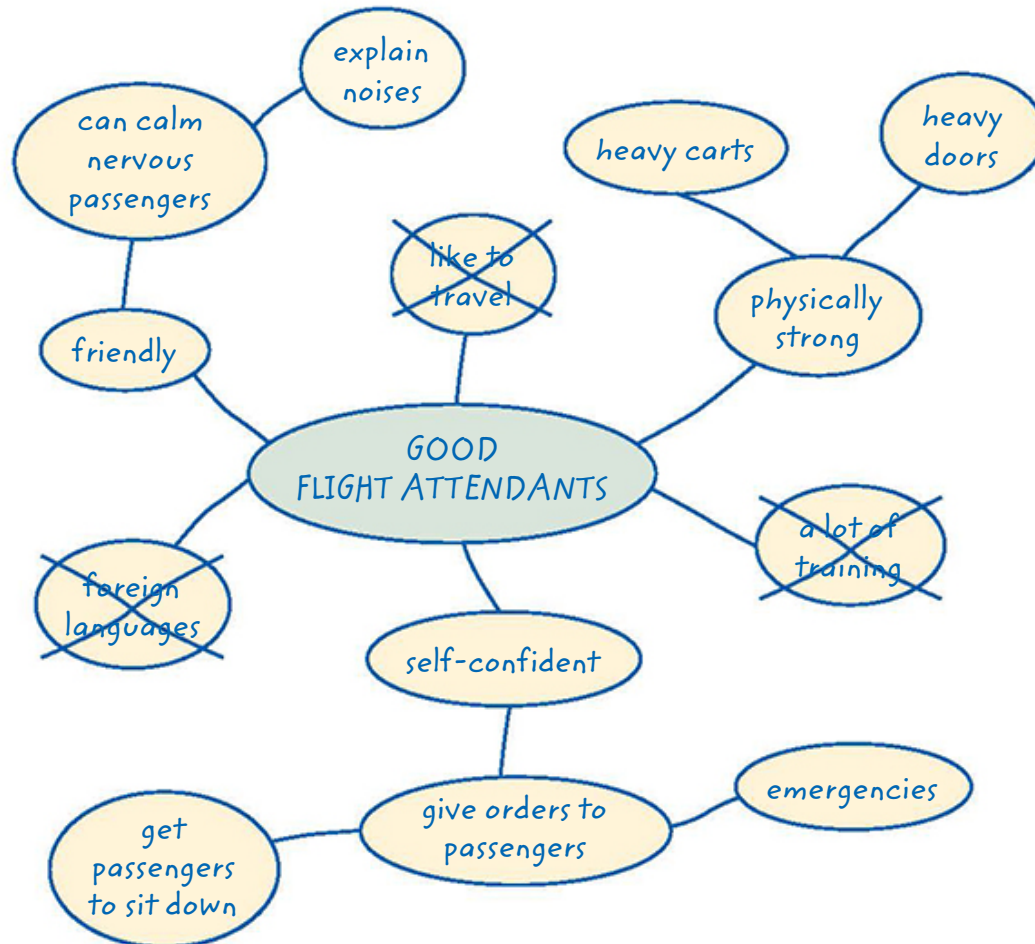 explain
noises
can calm
nervous
passengers
heavy carts
heavy
doors
like to
travel
physically
strong
friendly
GOOD
FLIGHT ATTENDANTS
a lot of
training
foreign
languages
self-confident
give orders to
passengers
emergencies
get
passengers
to sit down